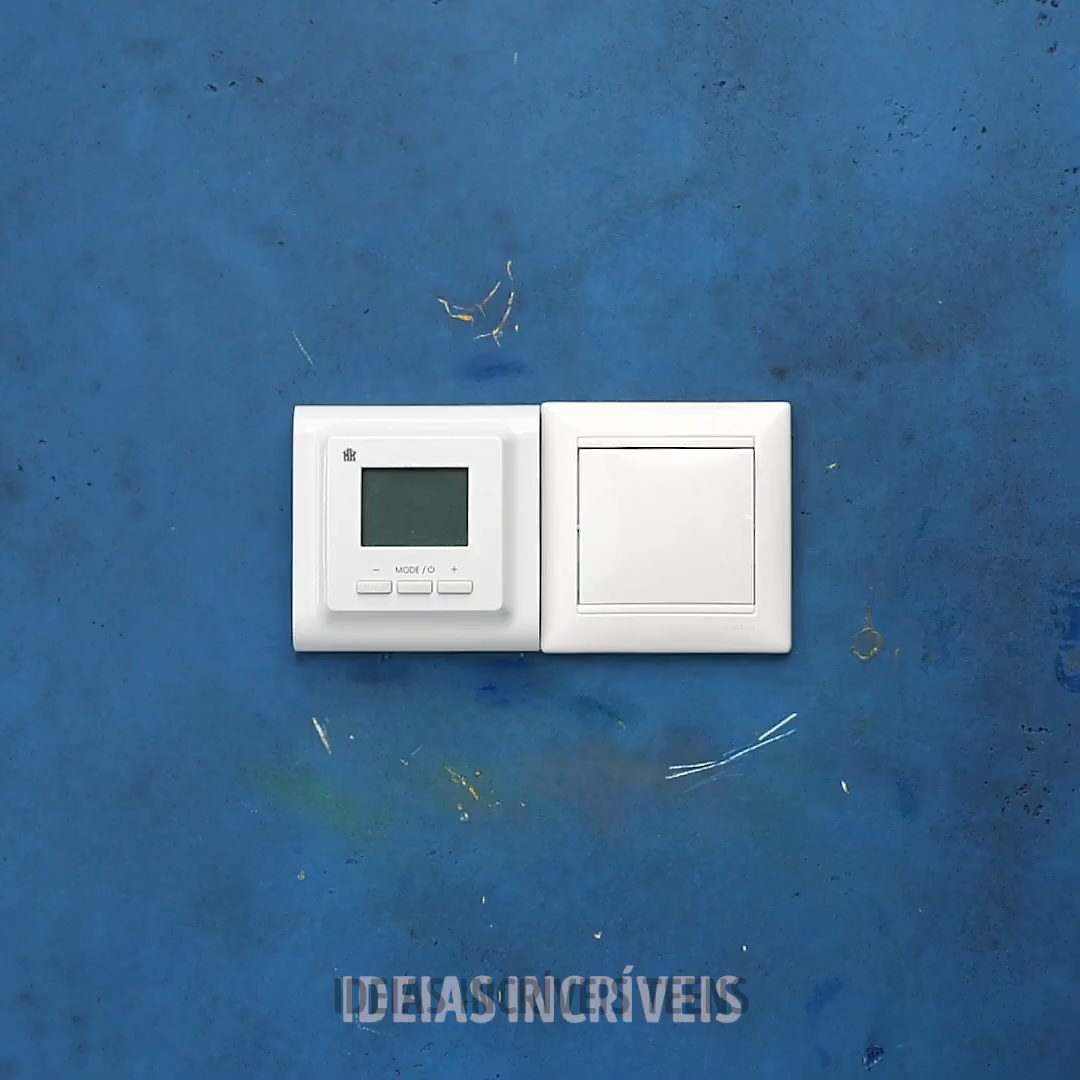 − MODE / ⏻ +
IDEIAS INCRÍVEIS